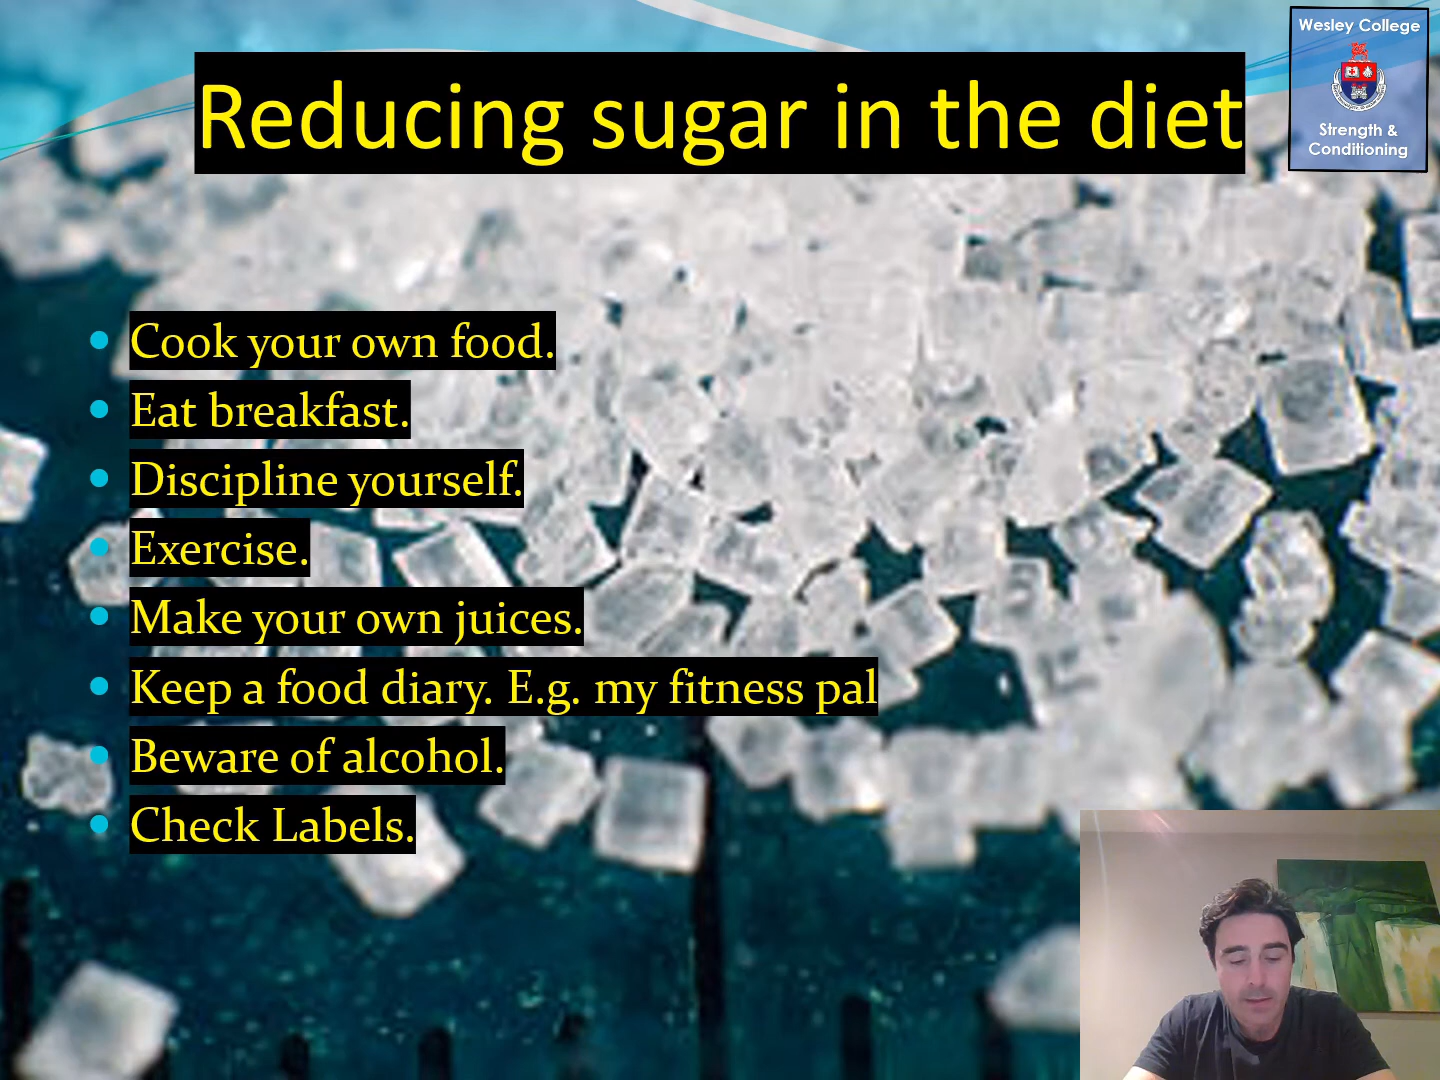 Reducing sugar in the diet
Wesley College
Strength &
Conditioning
Cook your own food.
Eat breakfast.
Discipline yourself.
Exercise.
Make your own juices.
Keep a food diary. E.g. my fitness pal
Beware of alcohol.
Check Labels.